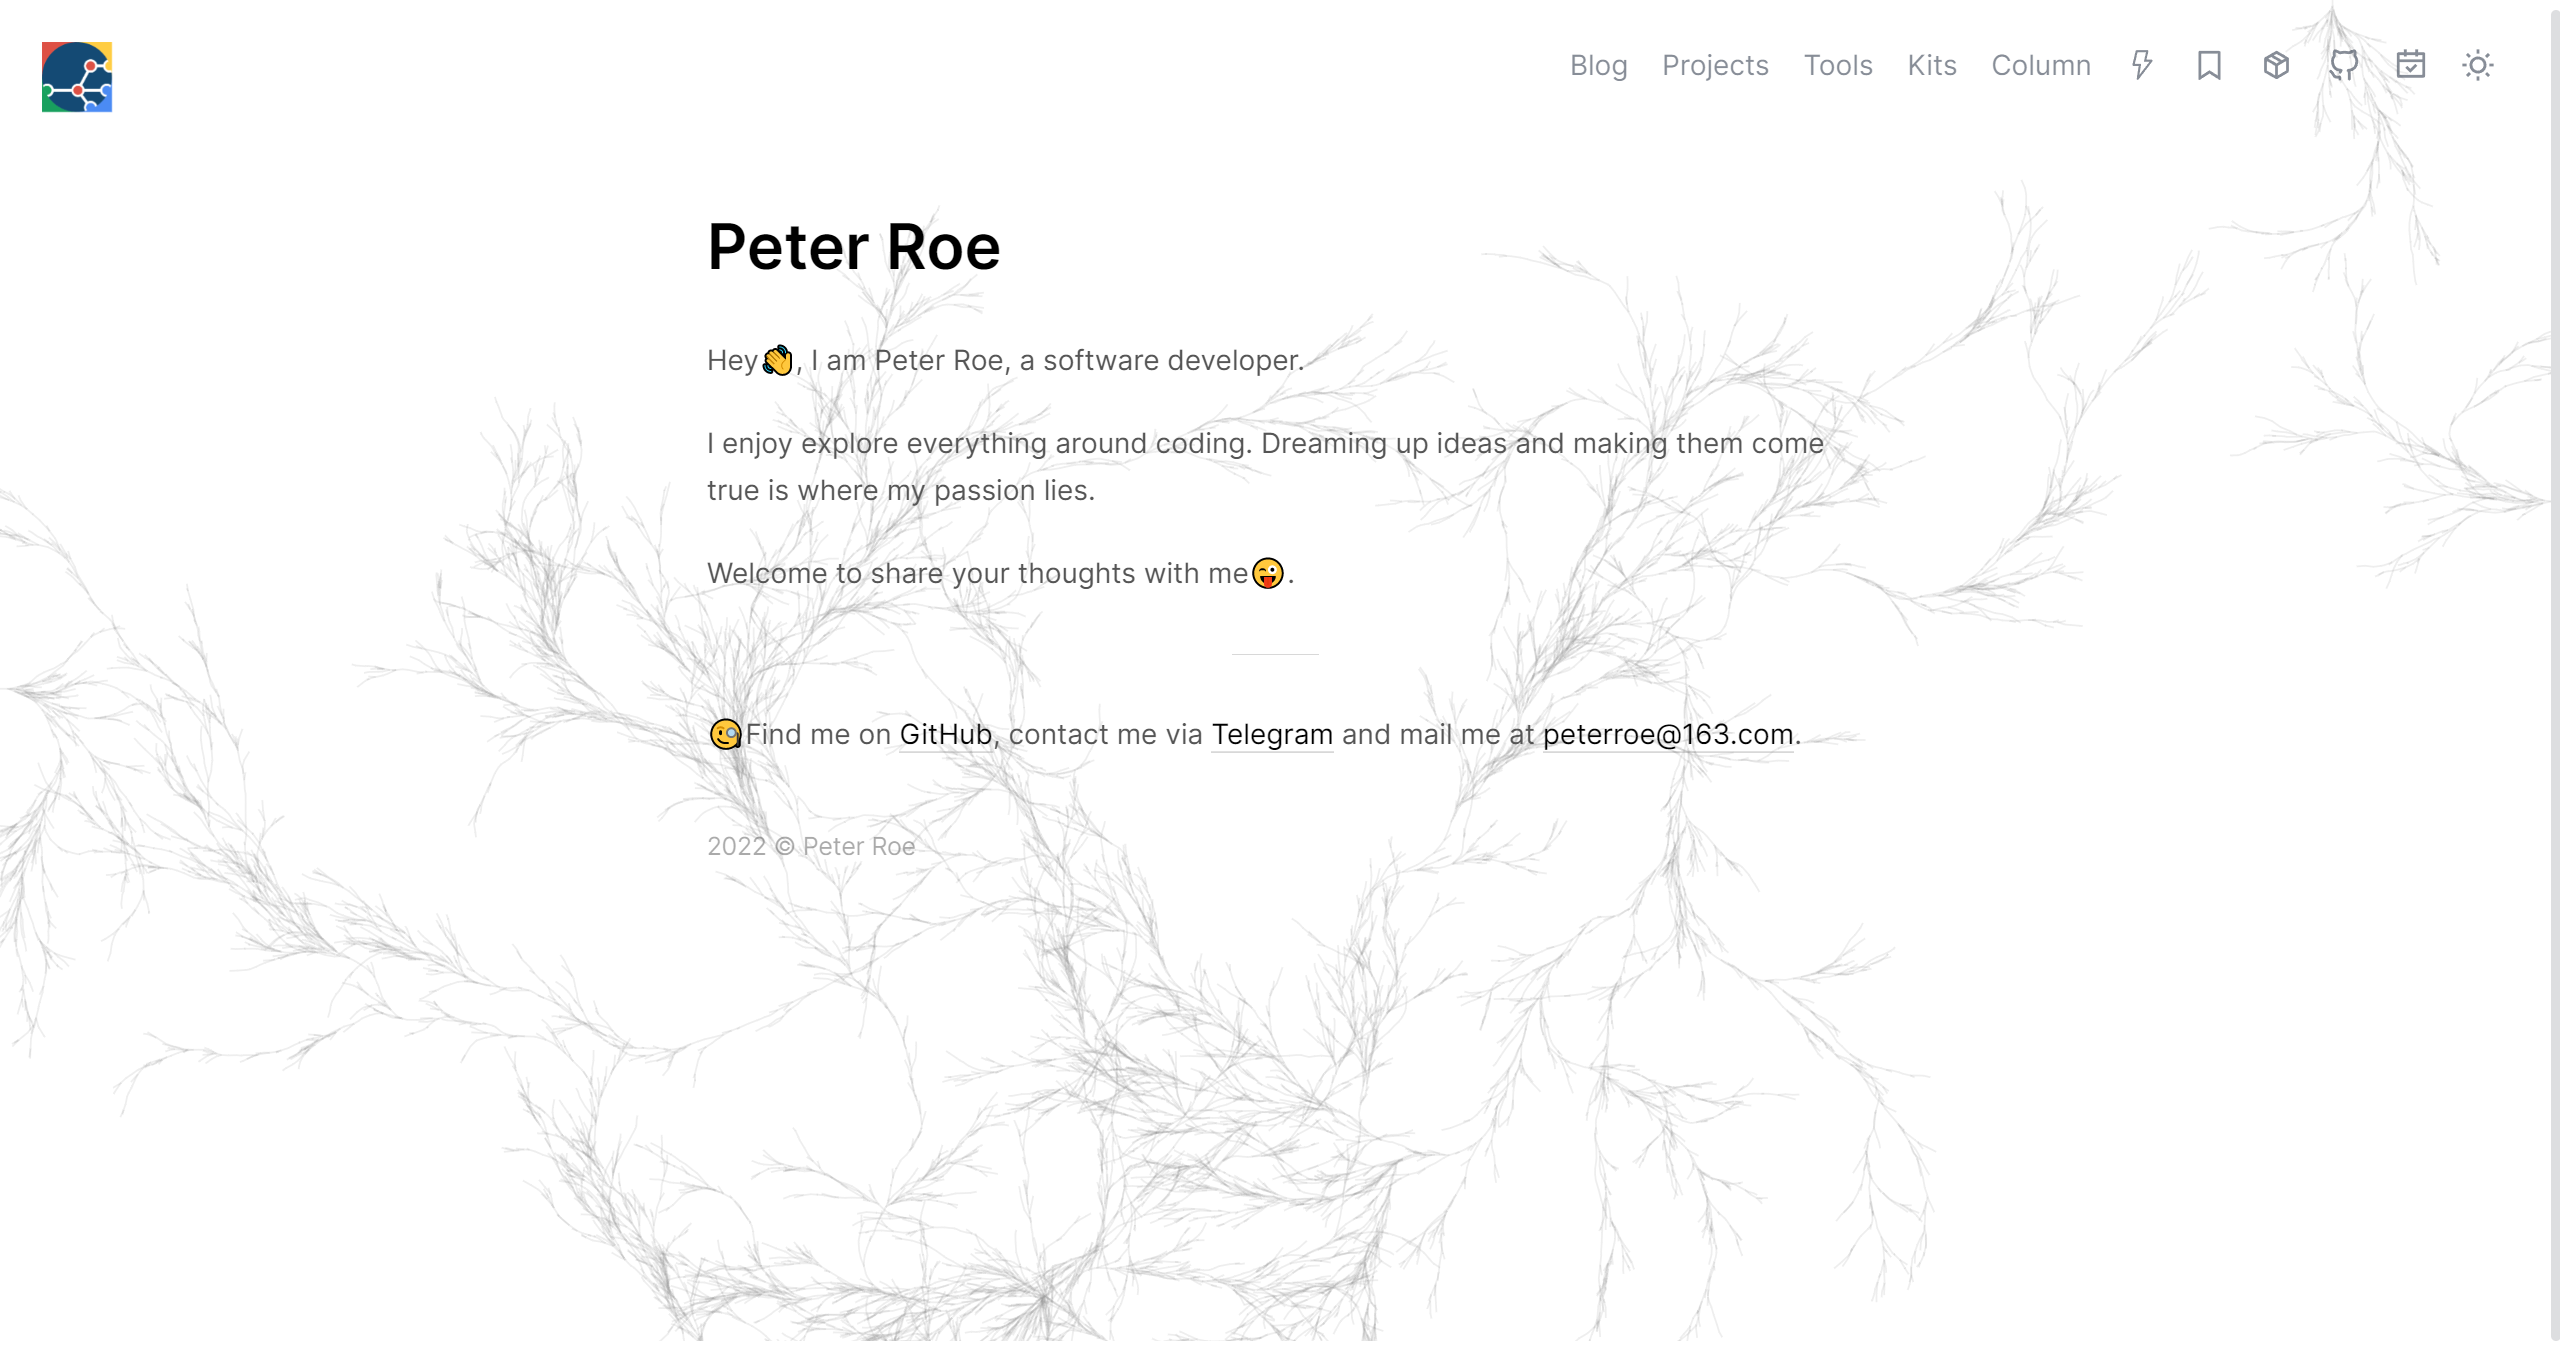 Blog Projects Tools Kits Column
Peter Roe
Hey👋, I am Peter Roe, a software developer.
I enjoy explore everything around coding. Dreaming up ideas and making them come
true is where my passion lies.
Welcome to share your thoughts with me😜.
🧐Find me on GitHub, contact me via Telegram and mail me at peterroe@163.com.
2022 © Peter Roe